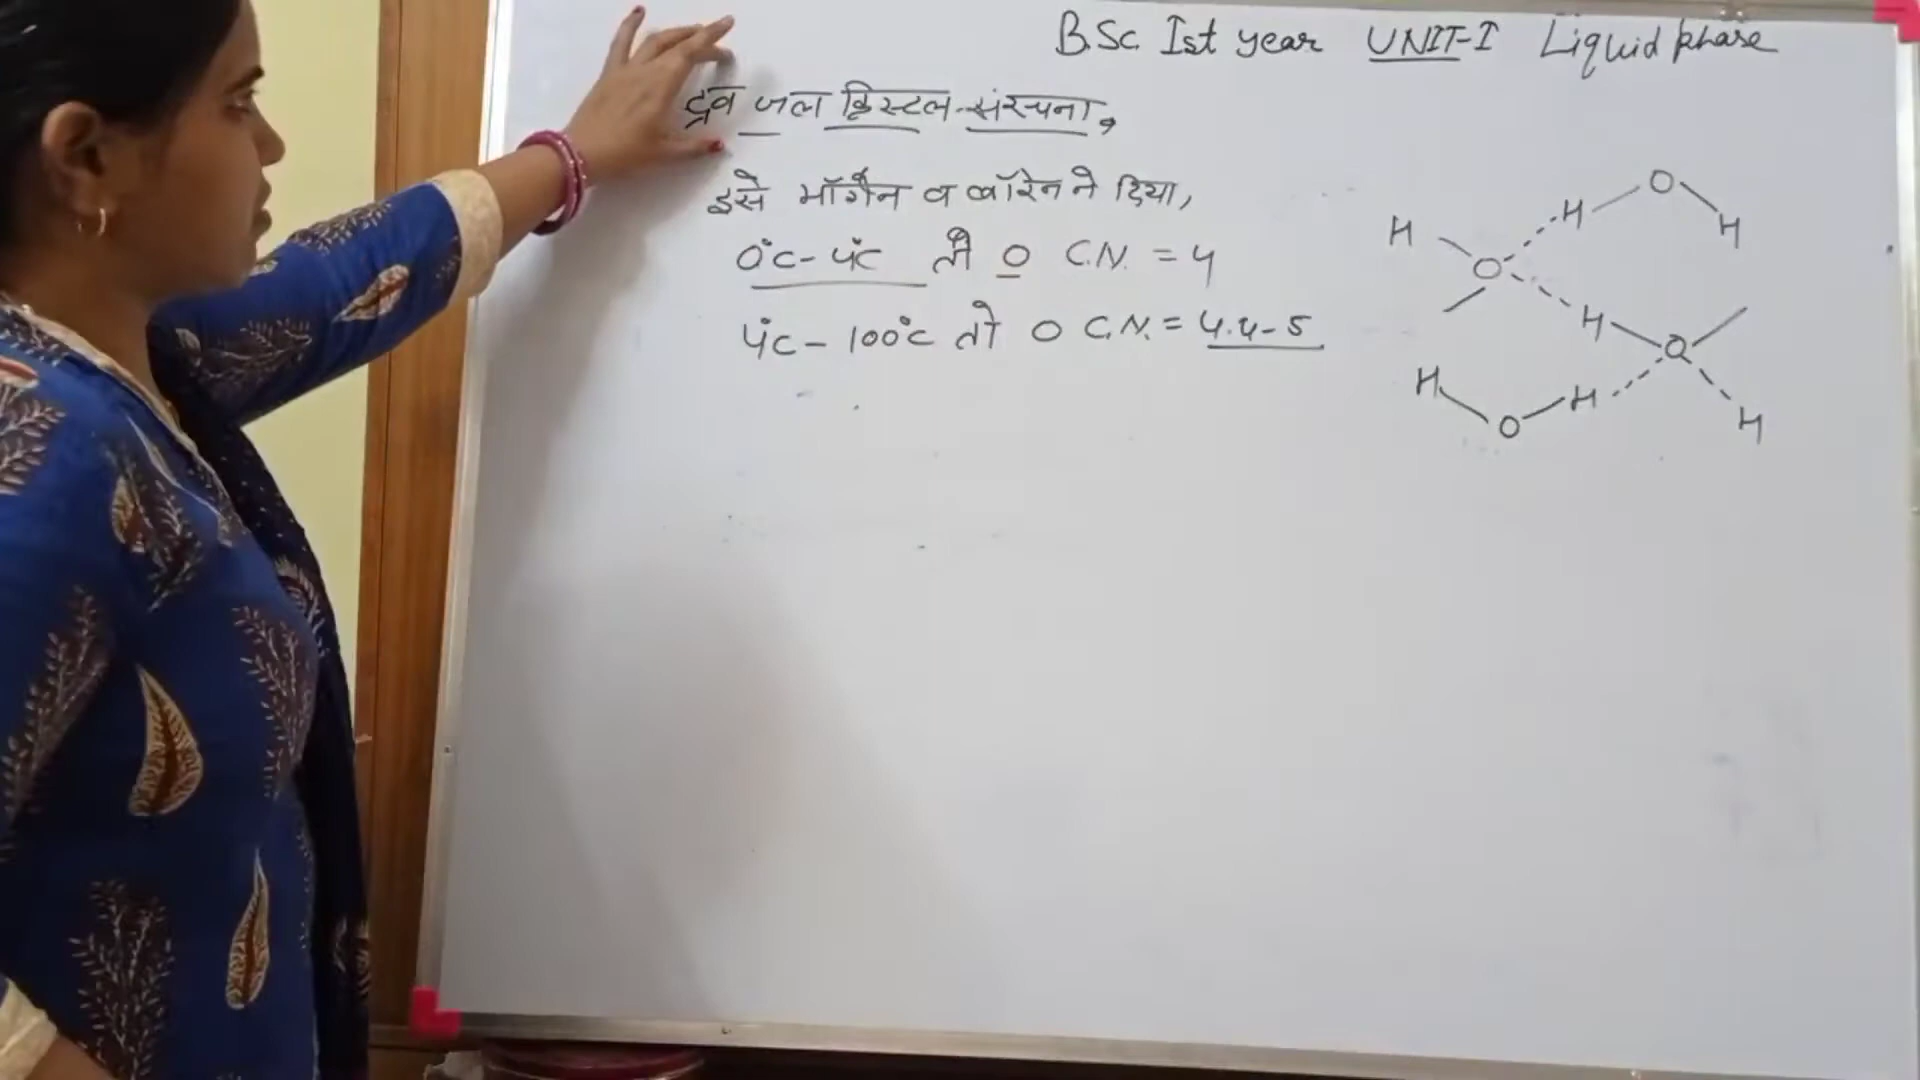 B.Sc. Ist year UNIT-I Liquid phase
द्रव जल क्रिस्टल संरचना,
इसे मॉर्गन व वॉरेन ने दिया,
0°C - 4°C तो O C.N. = 4
4°C - 100°C तो O C.N. = 4.4-5
O
H H
H
O
H
O
H
H
O
H